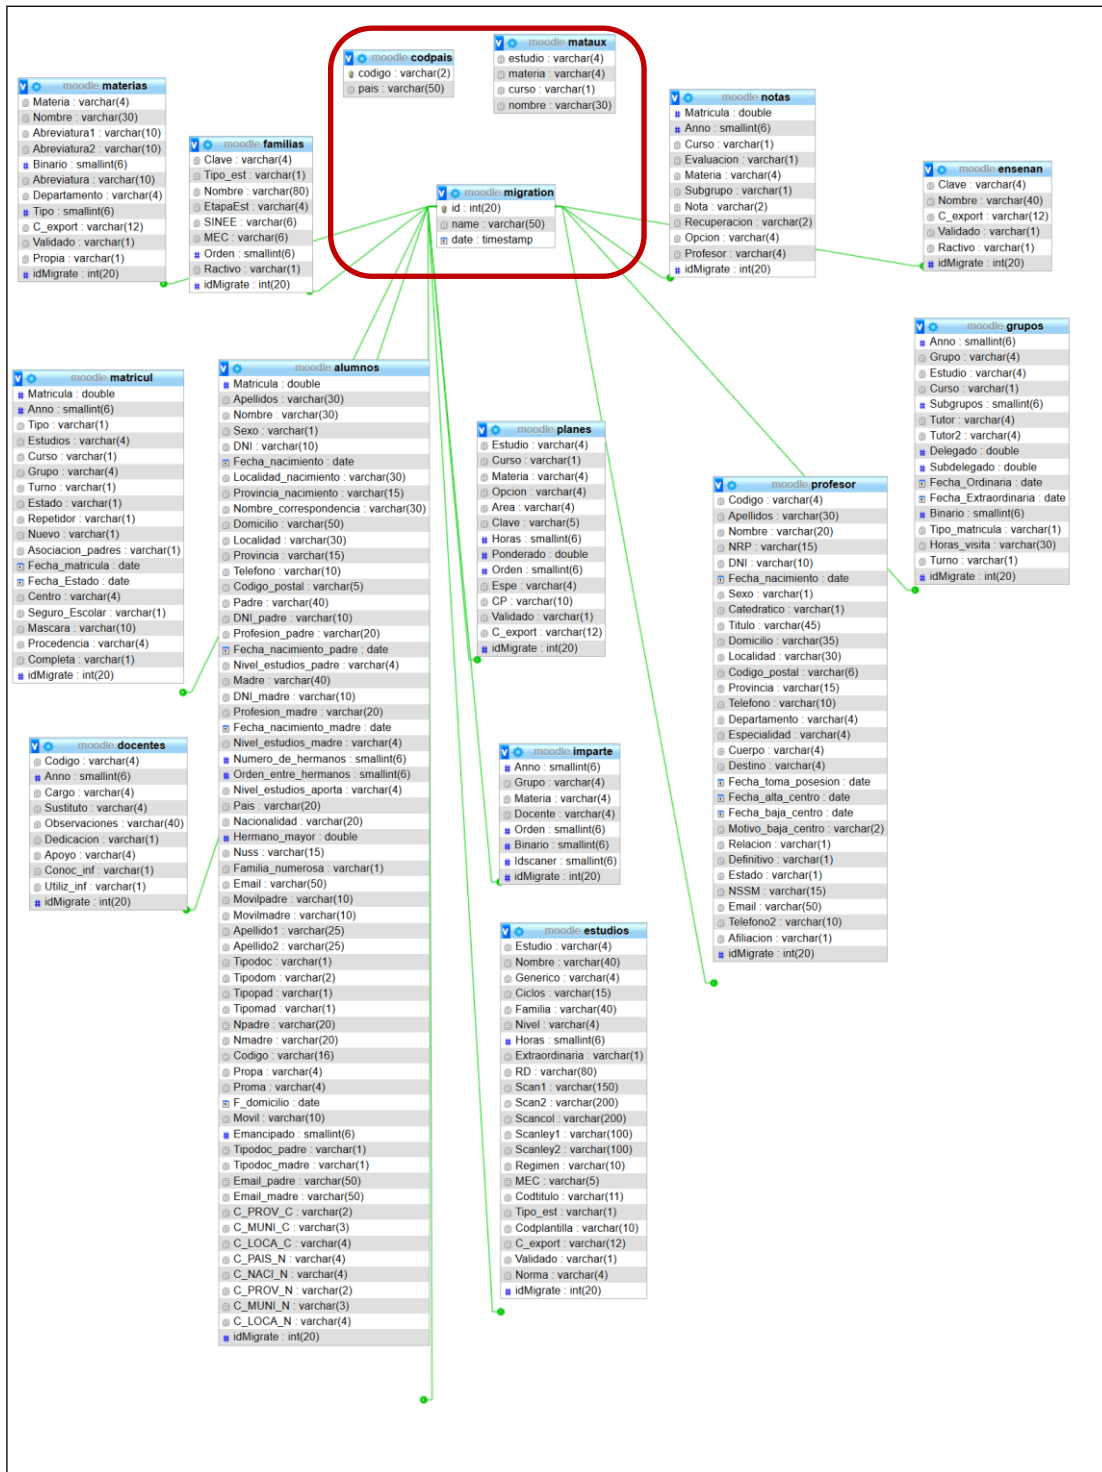 moodle codpais
codigo : varchar(2)
pais : varchar(50)
moodle mataux
estudio : varchar(4)
materia : varchar(4)
curso : varchar(1)
nombre : varchar(30)
moodle materias
Materia : varchar(4)
Nombre : varchar(30)
Abreviatura1 : varchar(10)
Abreviatura2 : varchar(10)
Binario : smallint(6)
Abreviatura : varchar(10)
Departamento : varchar(4)
Tipo : smallint(6)
C_export : varchar(12)
Validado : varchar(1)
Propia : varchar(1)
idMigrate : int(20)
moodle familias
Clave : varchar(4)
Tipo_est : varchar(1)
Nombre : varchar(80)
EtapaEst : varchar(4)
SINEE : varchar(6)
MEC : varchar(6)
Orden : smallint(6)
Ractivo : varchar(1)
idMigrate : int(20)
moodle migration
id : int(20)
name : varchar(50)
date : timestamp
moodle notas
Matricula : double
Anno : smallint(6)
Curso : varchar(1)
Evaluacion : varchar(1)
Materia : varchar(4)
Subgrupo : varchar(1)
Nota : varchar(2)
Recuperacion : varchar(2)
Opcion : varchar(4)
Profesor : varchar(4)
idMigrate : int(20)
moodle ensenan
Clave : varchar(4)
Nombre : varchar(40)
C_export : varchar(12)
Validado : varchar(1)
Ractivo : varchar(1)
idMigrate : int(20)
moodle grupos
Anno : smallint(6)
Grupo : varchar(4)
Estudio : varchar(4)
Curso : varchar(1)
Subgrupos : smallint(6)
Tutor : varchar(4)
Tutor2 : varchar(4)
Delegado : double
Subdelegado : double
Fecha_Ordinaria : date
Fecha_Extraordinaria : date
Binario : smallint(6)
Tipo_matricula : varchar(1)
Horas_visita : varchar(30)
Turno : varchar(1)
idMigrate : int(20)
moodle matricul
Matricula : double
Anno : smallint(6)
Tipo : varchar(1)
Estudios : varchar(4)
Curso : varchar(1)
Grupo : varchar(4)
Turno : varchar(1)
Estado : varchar(1)
Repetidor : varchar(1)
Nuevo : varchar(1)
Asociacion_padres : varchar(1)
Fecha_matricula : date
Fecha_Estado : date
Centro : varchar(4)
Seguro_Escolar : varchar(1)
Mascara : varchar(10)
Procedencia : varchar(4)
Completa : varchar(1)
idMigrate : int(20)
moodle alumnos
Matricula : double
Apellidos : varchar(30)
Nombre : varchar(30)
Sexo : varchar(1)
DNI : varchar(10)
Fecha_nacimiento : date
Localidad_nacimiento : varchar(30)
Provincia_nacimiento : varchar(15)
Nombre_correspondencia : varchar(30)
Domicilio : varchar(50)
Localidad : varchar(30)
Provincia : varchar(15)
Telefono : varchar(10)
Codigo_postal : varchar(5)
Padre : varchar(40)
DNI_padre : varchar(10)
Profesion_padre : varchar(20)
Fecha_nacimiento_padre : date
Nivel_estudios_padre : varchar(4)
Madre : varchar(40)
DNI_madre : varchar(10)
Profesion_madre : varchar(20)
Fecha_nacimiento_madre : date
Nivel_estudios_madre : varchar(4)
Numero_de_hermanos : smallint(6)
Orden_entre_hermanos : smallint(6)
Nivel_estudios_aporta : varchar(4)
Pais : varchar(20)
Nacionalidad : varchar(20)
Hermano_mayor : double
Nuss : varchar(15)
Familia_numerosa : varchar(1)
Email : varchar(50)
Movilpadre : varchar(10)
Movilmadre : varchar(10)
Apellido1 : varchar(25)
Apellido2 : varchar(25)
Tipodoc : varchar(1)
Tipodom : varchar(2)
Tipopad : varchar(1)
Tipomad : varchar(1)
Npadre : varchar(20)
Nmadre : varchar(20)
Codigo : varchar(16)
Propa : varchar(4)
Proma : varchar(4)
F_domicilio : date
Movil : varchar(10)
Emancipado : smallint(6)
Tipodoc_padre : varchar(1)
Tipodoc_madre : varchar(1)
Email_padre : varchar(50)
Email_madre : varchar(50)
C_PROV_C : varchar(2)
C_MUNI_C : varchar(3)
C_LOCA_C : varchar(4)
C_PAIS_N : varchar(4)
C_NACI_N : varchar(4)
C_PROV_N : varchar(2)
C_MUNI_N : varchar(3)
C_LOCA_N : varchar(4)
idMigrate : int(20)
moodle planes
Estudio : varchar(4)
Curso : varchar(1)
Materia : varchar(4)
Opcion : varchar(4)
Area : varchar(4)
Clave : varchar(5)
Horas : smallint(6)
Ponderado : double
Orden : smallint(6)
Espe : varchar(4)
CP : varchar(10)
Validado : varchar(1)
C_export : varchar(12)
idMigrate : int(20)
moodle profesor
Codigo : varchar(4)
Apellidos : varchar(30)
Nombre : varchar(20)
NRP : varchar(15)
DNI : varchar(10)
Fecha_nacimiento : date
Sexo : varchar(1)
Catedratico : varchar(1)
Titulo : varchar(45)
Domicilio : varchar(35)
Localidad : varchar(30)
Codigo_postal : varchar(6)
Provincia : varchar(15)
Telefono : varchar(10)
Departamento : varchar(4)
Especialidad : varchar(4)
Cuerpo : varchar(4)
Destino : varchar(4)
Fecha_toma_posesion : date
Fecha_alta_centro : date
Fecha_baja_centro : date
Motivo_baja_centro : varchar(2)
Relacion : varchar(1)
Definitivo : varchar(1)
Estado : varchar(1)
NSSM : varchar(15)
Email : varchar(50)
Telefono2 : varchar(10)
Afiliacion : varchar(1)
idMigrate : int(20)
moodle docentes
Codigo : varchar(4)
Anno : smallint(6)
Cargo : varchar(4)
Sustituto : varchar(4)
Observaciones : varchar(40)
Dedicacion : varchar(1)
Apoyo : varchar(4)
Conoc_inf : varchar(1)
Utiliz_inf : varchar(1)
idMigrate : int(20)
moodle imparte
Anno : smallint(6)
Grupo : varchar(4)
Materia : varchar(4)
Docente : varchar(4)
Orden : smallint(6)
Binario : smallint(6)
Idscaner : smallint(6)
idMigrate : int(20)
moodle estudios
Estudio : varchar(4)
Nombre : varchar(40)
Generico : varchar(4)
Ciclos : varchar(15)
Familia : varchar(40)
Nivel : varchar(4)
Horas : smallint(6)
Extraordinaria : varchar(1)
RD : varchar(80)
Scan1 : varchar(150)
Scan2 : varchar(200)
Scancol : varchar(200)
Scanley1 : varchar(100)
Scanley2 : varchar(100)
Regimen : varchar(10)
MEC : varchar(5)
Codtitulo : varchar(11)
Tipo_est : varchar(1)
Codplantilla : varchar(10)
C_export : varchar(12)
Validado : varchar(1)
Norma : varchar(4)
idMigrate : int(20)